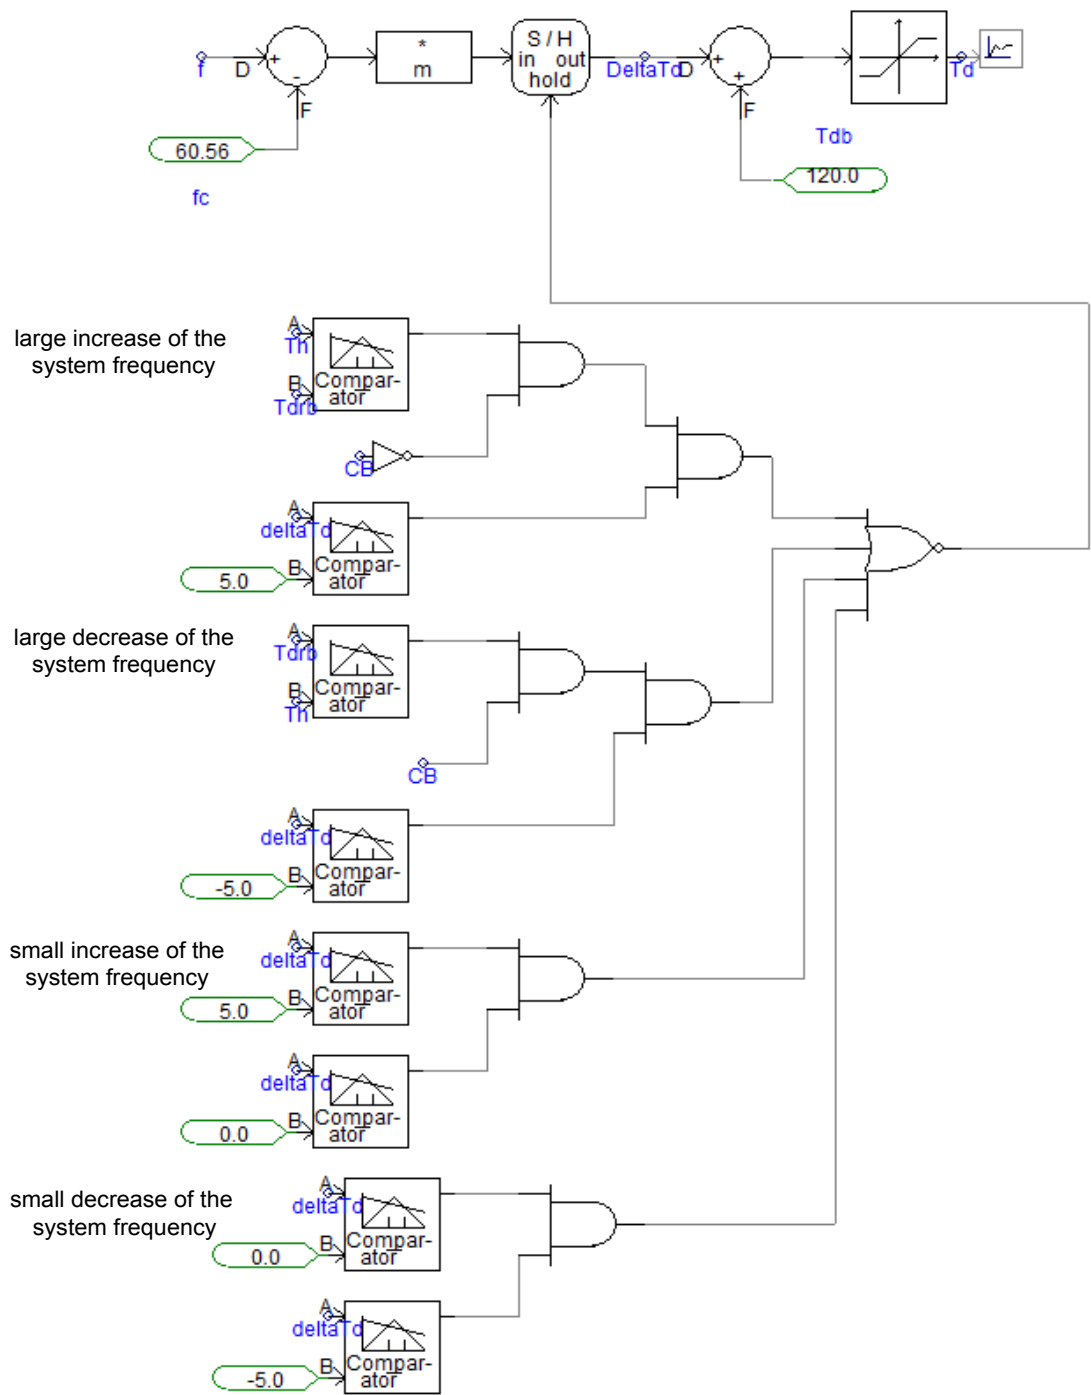 f
D
+
-
F
*
m
S / H
in out
hold
DeltaTd
D
+
+
F
Td
60.56
fc
Tdb
120.0
large increase of the
system frequency
A
Th
B
Tdrb
Compar-
ator
CB
A
deltaTd
B
5.0
Compar-
ator
large decrease of the
system frequency
A
Tdrb
B
Th
Compar-
ator
CB
A
deltaTd
B
-5.0
Compar-
ator
small increase of the
system frequency
A
deltaTd
B
5.0
Compar-
ator
A
deltaTd
B
0.0
Compar-
ator
small decrease of the
system frequency
A
deltaTd
B
0.0
Compar-
ator
A
deltaTd
B
-5.0
Compar-
ator